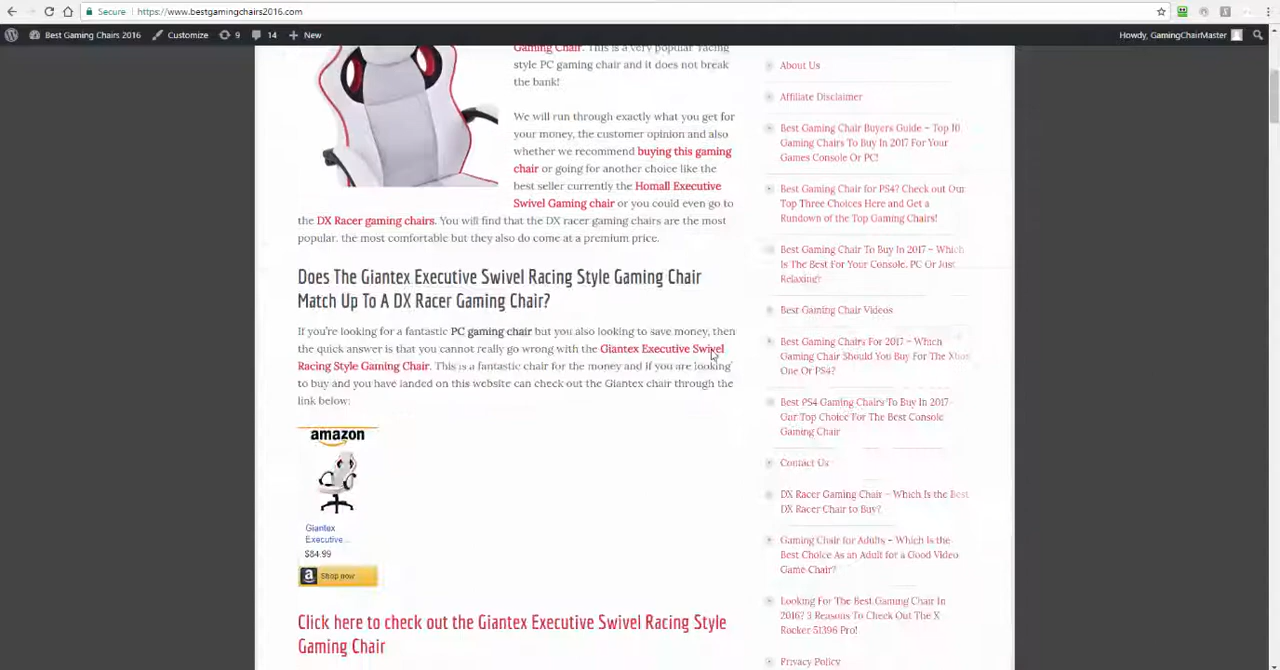 Secure https://www.bestgamingchairs2016.com
Best Gaming Chairs 2016 Customize 9 14 New Howdy, GamingChairMaster
Gaming Chair. This is a very popular racing
style PC gaming chair and it does not break
the bank!
We will run through exactly what you get for
your money, the customer opinion and also
whether we recommend buying this gaming
chair or going for another choice like the
best seller currently the Homall Executive
Swivel Gaming chair or you could even go to
the DX Racer gaming chairs. You will find that the DX racer gaming chairs are the most
popular, the most comfortable but they also do come at a premium price.
Does The Giantex Executive Swivel Racing Style Gaming Chair
Match Up To A DX Racer Gaming Chair?
If you're looking for a fantastic PC gaming chair but you also looking to save money, then
the quick answer is that you cannot really go wrong with the Giantex Executive Swivel
Racing Style Gaming Chair. This is a fantastic chair for the money and if you are looking
to buy and you have landed on this website can check out the Giantex chair through the
link below:
amazon
Giantex
Executive...
$84.99
a Shop now
Click here to check out the Giantex Executive Swivel Racing Style
Gaming Chair
About Us
Affiliate Disclaimer
Best Gaming Chair Buyers Guide – Top 10
Gaming Chairs To Buy In 2017 For Your
Games Console Or PC!
Best Gaming Chair for PS4? Check out Our
Top Three Choices Here and Get a
Rundown of the Top Gaming Chairs!
Best Gaming Chair To Buy In 2017 – Which
Is The Best For Your Console, PC Or Just
Relaxing?
Best Gaming Chair Videos
Best Gaming Chairs For 2017 – Which
Gaming Chair Should You Buy For The Xbox
One Or PS4?
Best PS4 Gaming Chairs To Buy In 2017
Our Top Choice For The Best Console
Gaming Chair
Contact Us
DX Racer Gaming Chair – Which Is the Best
DX Racer Chair to Buy?
Gaming Chair for Adults – Which Is the
Best Choice As an Adult for a Good Video
Game Chair?
Looking For The Best Gaming Chair In
2016? 3 Reasons To Check Out The X
Rocker 51396 Pro!
Privacy Policy